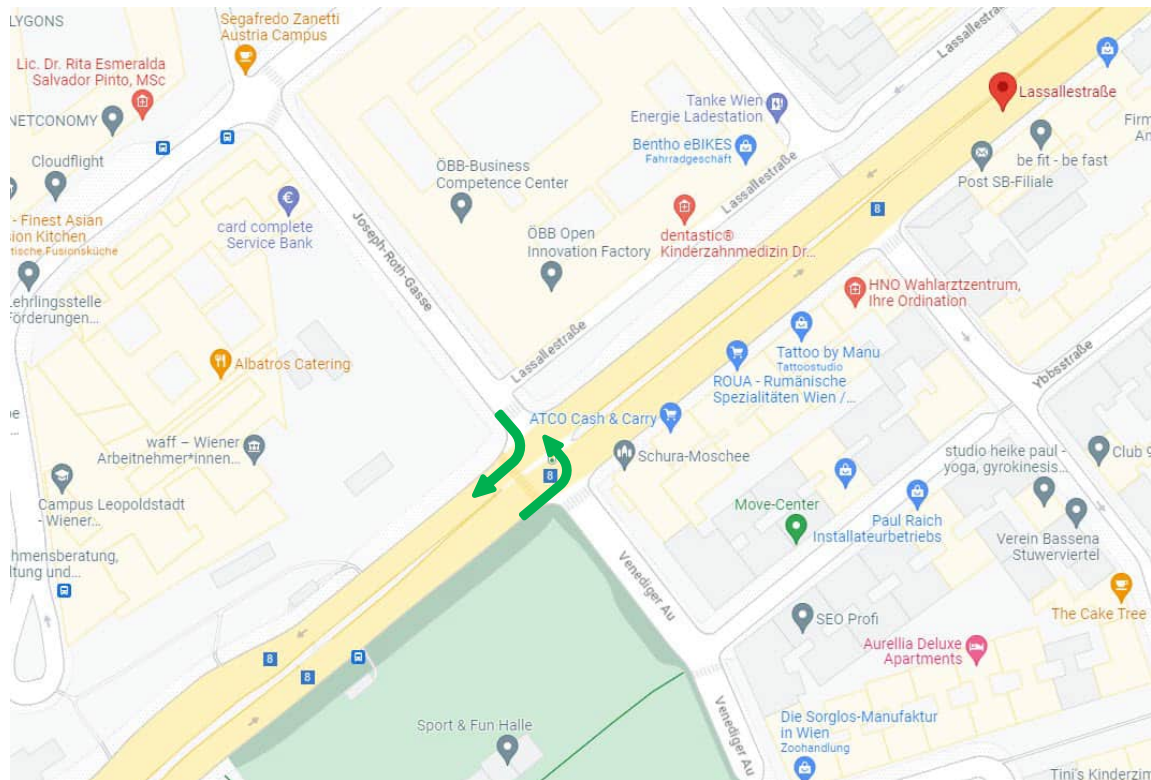 LYGONS
Segafredo Zanetti
Austria Campus
Lic. Dr. Rita Esmeralda
Salvador Pinto, MSc
NETCONOMY
Cloudflight
- Finest Asian
sion Kitchen
tische Fusionsküche
card complete
Service Bank
Lehrlingsstelle
Förderungen...
Albatros Catering
waff – Wiener
Arbeitnehmer*innen...
Campus Leopoldstadt
- Wiener...
hmensberatung,
ltung und...
Joseph-Roth-Gasse
ÖBB-Business
Competence Center
ÖBB Open
Innovation Factory
Tanke Wien
Energie Ladestation
Bentho eBIKES
Fahrradgeschäft
dentastic®
Kinderzahnmedizin Dr...
Lassallestraße
Lassallestraße
Lassallestraße
Lassallestraße
Firm
An
be fit - be fast
Post SB-Filiale
8
HNO Wahlarztzentrum,
Ihre Ordination
Tattoo by Manu
Tattoostudio
ROUA - Rumänische
Spezialitäten Wien /...
ATCO Cash & Carry
Schura-Moschee
8
Ybbsstraße
studio heike paul -
yoga, gyrokinesis...
Club 9
Move-Center
Paul Raich
Installateurbetriebs
Verein Bassena
Stuwerviertel
The Cake Tree
SEO Profi
Aurellia Deluxe
Apartments
Venediger Au
Venediger Au
8
8
Sport & Fun Halle
Die Sorglos-Manufaktur
in Wien
Zoohandlung
Tini's Kinderzim